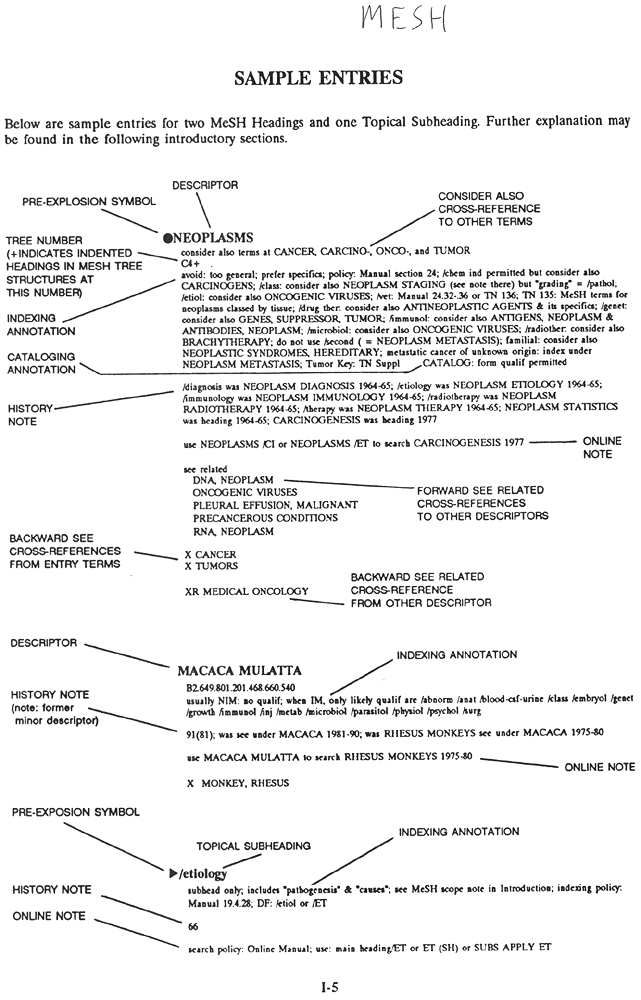 MESH
SAMPLE ENTRIES
Below are sample entries for two MeSH Headings and one Topical Subheading. Further explanation may
be found in the following introductory sections.
DESCRIPTOR
PRE-EXPLOSION SYMBOL
CONSIDER ALSO
CROSS-REFERENCE
TO OTHER TERMS
●NEOPLASMS
TREE NUMBER
(+INDICATES INDENTED
HEADINGS IN MESH TREE
STRUCTURES AT
THIS NUMBER)
consider also terms at CANCER, CARCINO-, ONCO-, and TUMOR
C4+
avoid: too general; prefer specifics; policy: Manual section 24; /chem ind permitted but consider also
CARCINOGENS; /class: consider also NEOPLASM STAGING (see note there) but "grading" = /pathol;
/etiol: consider also ONCOGENIC VIRUSES; /vet: Manual 24.32-.36 or TN 136; TN 135: MeSH terms for
neoplasms classed by tissue; /drug ther: consider also ANTINEOPLASTIC AGENTS & its specifics; /genet:
consider also GENES, SUPPRESSOR, TUMOR; /immunol: consider also ANTIGENS, NEOPLASM &
ANTIBODIES, NEOPLASM; /microbiol: consider also ONCOGENIC VIRUSES; /radiother: consider also
BRACHYTHERAPY; do not use /second ( = NEOPLASM METASTASIS); familial: consider also
NEOPLASTIC SYNDROMES, HEREDITARY; metastatic cancer of unknown origin: index under
NEOPLASM METASTASIS; Tumor Key: TN Suppl
CATALOG: form qualif permitted
INDEXING
ANNOTATION
CATALOGING
ANNOTATION
HISTORY
NOTE
/diagnosis was NEOPLASM DIAGNOSIS 1964-65; /etiology was NEOPLASM ETIOLOGY 1964-65;
/immunology was NEOPLASM IMMUNOLOGY 1964-65; /radiotherapy was NEOPLASM
RADIOTHERAPY 1964-65; /therapy was NEOPLASM THERAPY 1964-65; NEOPLASM STATISTICS
was heading 1964-65; CARCINOGENESIS was heading 1977
use NEOPLASMS /CI or NEOPLASMS /ET to search CARCINOGENESIS 1977
ONLINE
NOTE
see related
DNA, NEOPLASM
ONCOGENIC VIRUSES
PLEURAL EFFUSION, MALIGNANT
PRECANCEROUS CONDITIONS
RNA, NEOPLASM
FORWARD SEE RELATED
CROSS-REFERENCES
TO OTHER DESCRIPTORS
BACKWARD SEE
CROSS-REFERENCES
FROM ENTRY TERMS
X CANCER
X TUMORS
XR MEDICAL ONCOLOGY
BACKWARD SEE RELATED
CROSS-REFERENCE
FROM OTHER DESCRIPTOR
DESCRIPTOR
INDEXING ANNOTATION
MACACA MULATTA
B2.649.801.201.468.660.540
usually NIM: no qualif; when IM, only likely qualif are /abnorm /anat /blood-csf-urine /class /embryol /genet
/growth /immunol /inj /metab /microbiol /parasitol /physiol /psychol /surg
HISTORY NOTE
(note: former
minor descriptor)
91(81); was see under MACACA 1981-90; was RHESUS MONKEYS see under MACACA 1975-80
use MACACA MULATTA to search RHESUS MONKEYS 1975-80
ONLINE NOTE
X MONKEY, RHESUS
PRE-EXPOSION SYMBOL
TOPICAL SUBHEADING
INDEXING ANNOTATION
▶/etiology
subhead only; includes "pathogenesis" & "causes"; see MeSH scope note in Introduction; indexing policy:
Manual 19.4.28; DF: /etiol or /ET
HISTORY NOTE
66
ONLINE NOTE
search policy: Online Manual; use: main heading/ET or ET (SH) or SUBS APPLY ET
I-5